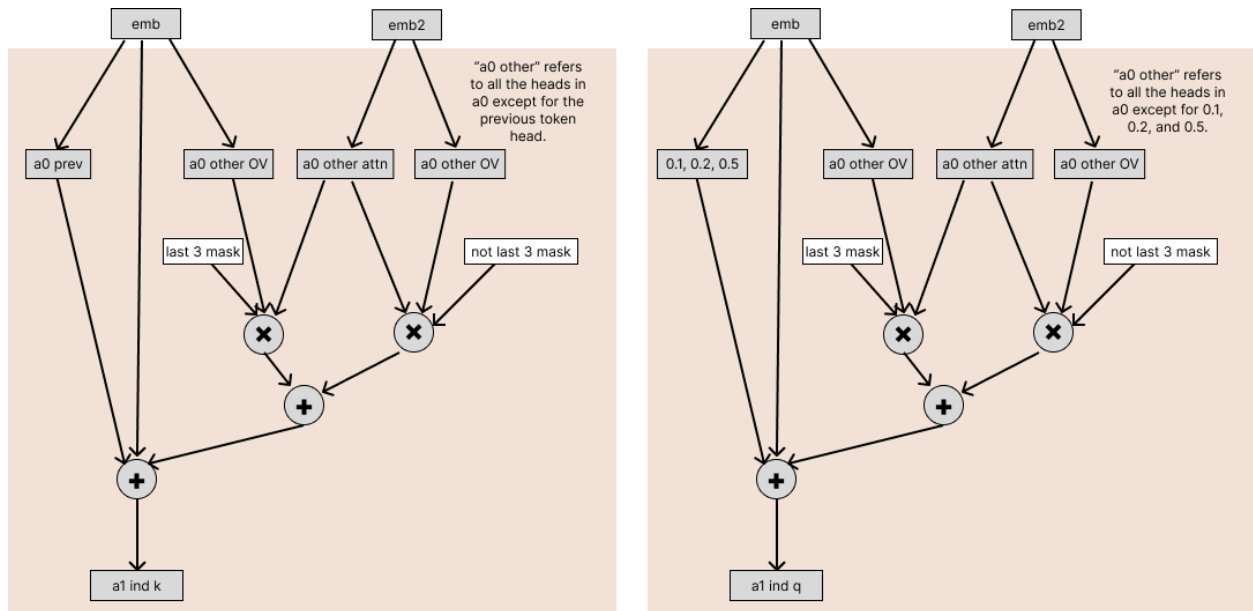 emb
emb2
"a0 other" refers
to all the heads in
a0 except for the
previous token
head.
a0 prev
a0 other OV
a0 other attn
a0 other OV
last 3 mask
not last 3 mask
a1 ind k
emb
emb2
"a0 other" refers
to all the heads in
a0 except for 0.1,
0.2, and 0.5.
0.1, 0.2, 0.5
a0 other OV
a0 other attn
a0 other OV
last 3 mask
not last 3 mask
a1 ind q